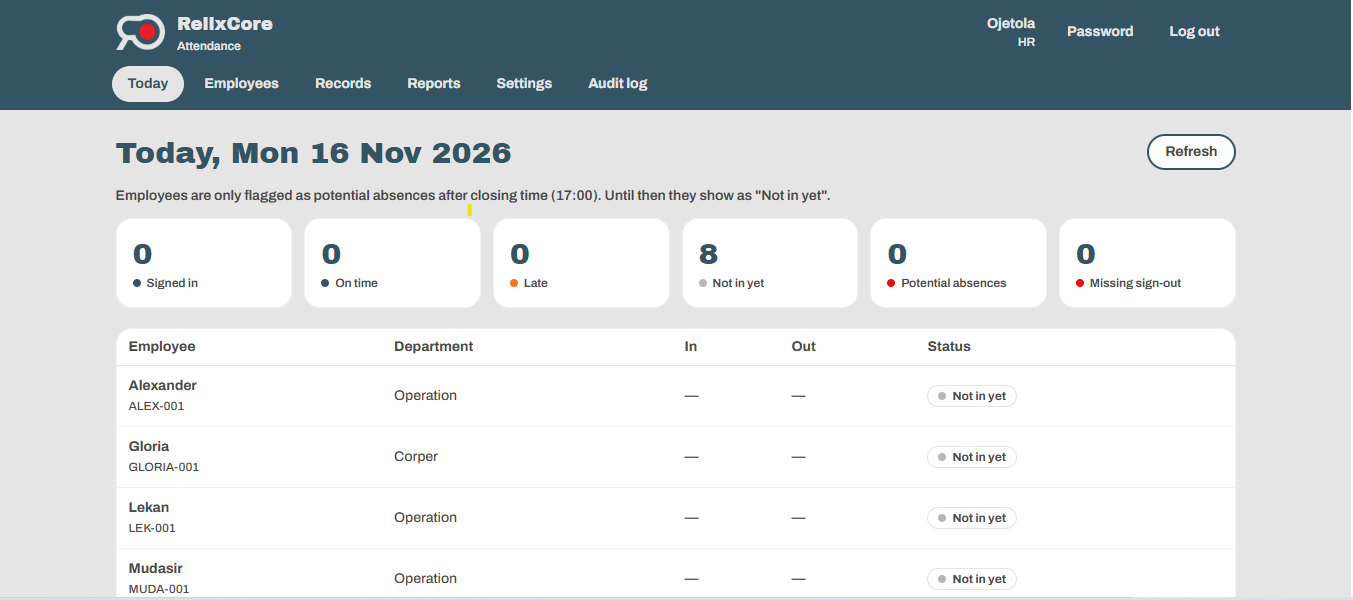 RelixCore
Attendance
Ojetola
HR
Password
Log out
Today
Employees
Records
Reports
Settings
Audit log
Today, Mon 16 Nov 2026
Refresh
Employees are only flagged as potential absences after closing time (17:00). Until then they show as "Not in yet".
0
Signed in
0
On time
0
Late
8
Not in yet
0
Potential absences
0
Missing sign-out
Employee Department In Out Status
Alexander
ALEX-001
Operation — — Not in yet
Gloria
GLORIA-001
Corper — — Not in yet
Lekan
LEK-001
Operation — — Not in yet
Mudasir
MUDA-001
Operation — — Not in yet